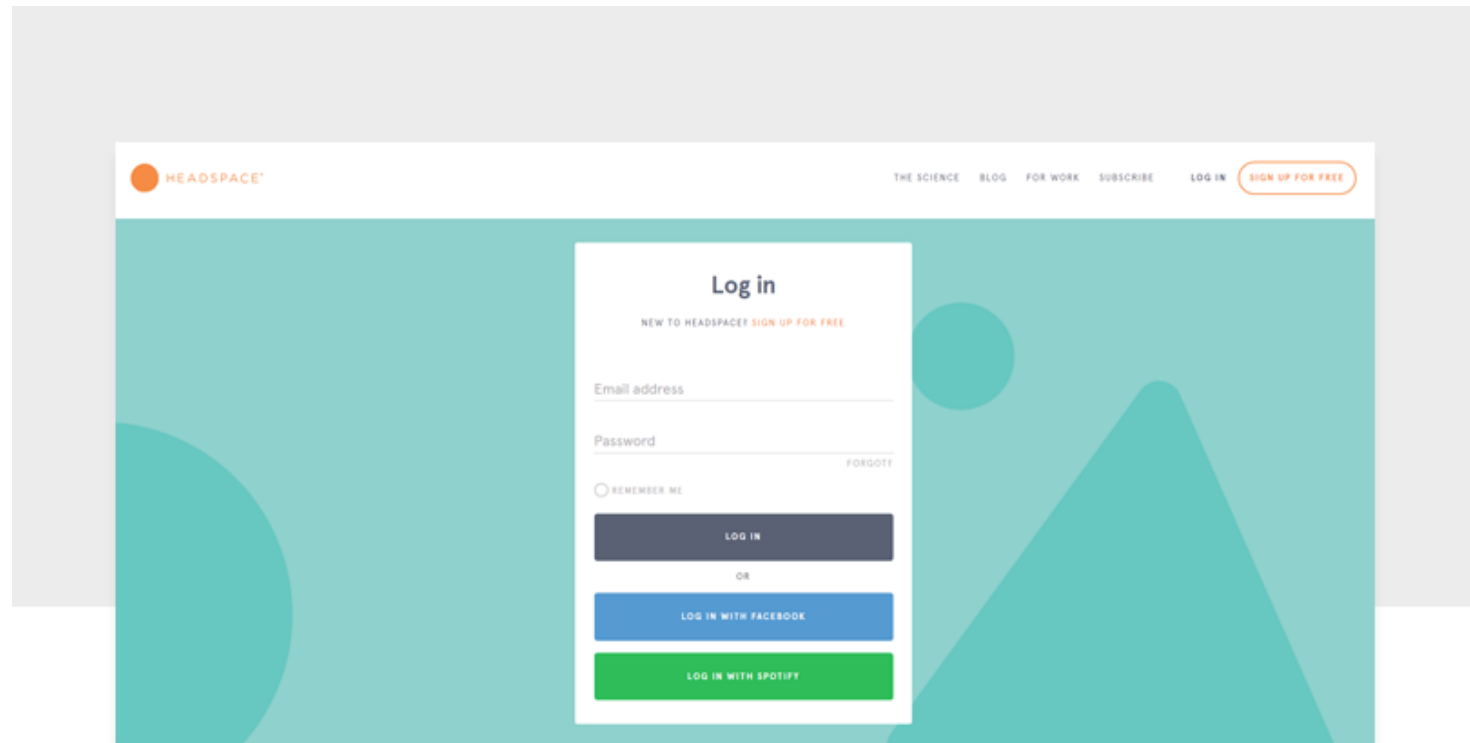 HEADSPACE
THE SCIENCE BLOG FOR WORK SUBSCRIBE LOG IN SIGN UP FOR FREE
Log in
NEW TO HEADSPACE? SIGN UP FOR FREE
Email address
Password
FORGOT?
REMEMBER ME
LOG IN
OR
LOG IN WITH FACEBOOK
LOG IN WITH SPOTIFY